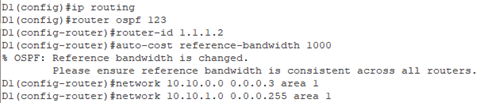 D1(config)#ip routing
D1(config)#router ospf 123
D1(config-router)#router-id 1.1.1.2
D1(config-router)#auto-cost reference-bandwidth 1000
% OSPF: Reference bandwidth is changed.
Please ensure reference bandwidth is consistent across all routers.
D1(config-router)#network 10.10.0.0 0.0.0.3 area 1
D1(config-router)#network 10.10.1.0 0.0.0.255 area 1